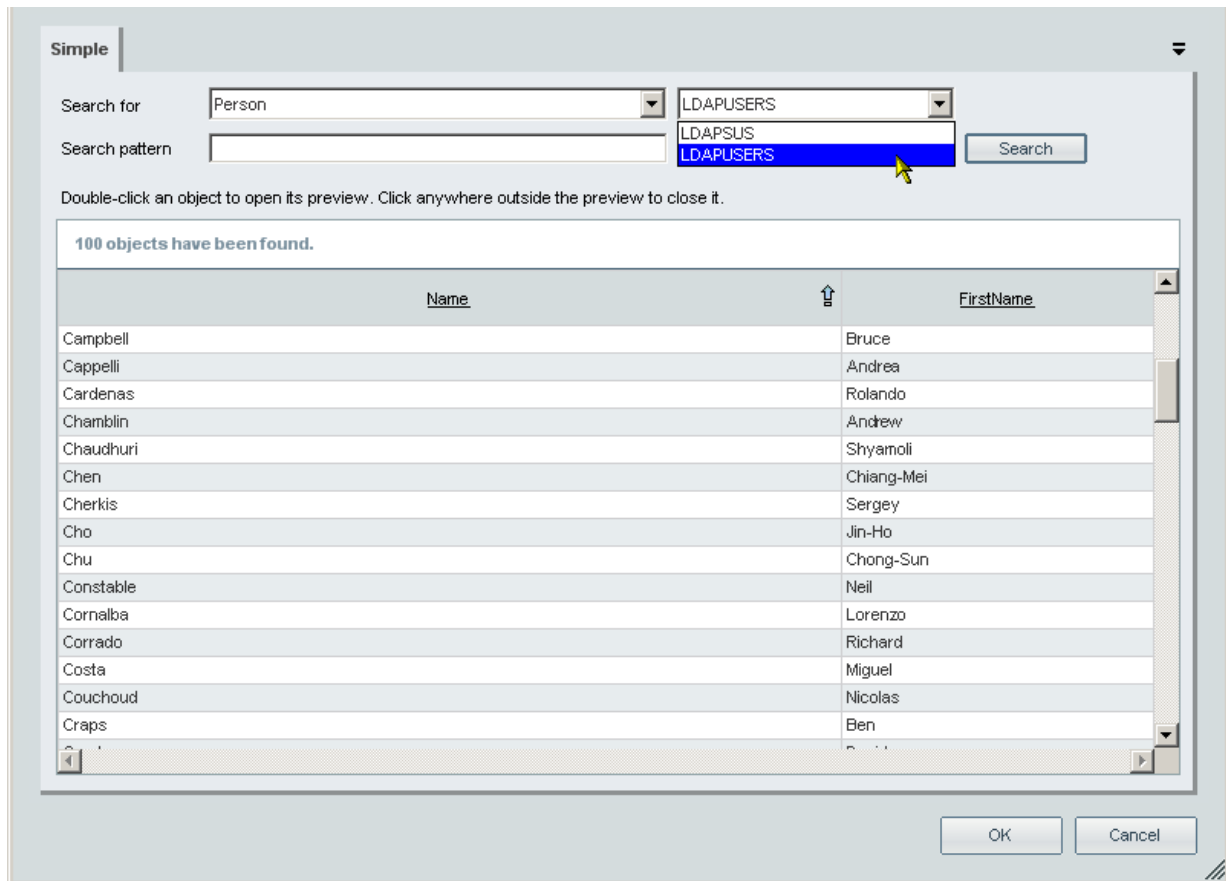 Simple
Search for Person LDAPUSERS
LDAPSUS
Search pattern LDAPUSERS Search
Double-click an object to open its preview. Click anywhere outside the preview to close it.
100 objects have been found.
Name FirstName
Campbell Bruce
Cappelli Andrea
Cardenas Rolando
Chamblin Andrew
Chaudhuri Shyamoli
Chen Chiang-Mei
Cherkis Sergey
Cho Jin-Ho
Chu Chong-Sun
Constable Neil
Cornalba Lorenzo
Corrado Richard
Costa Miguel
Couchoud Nicolas
Craps Ben
OK Cancel